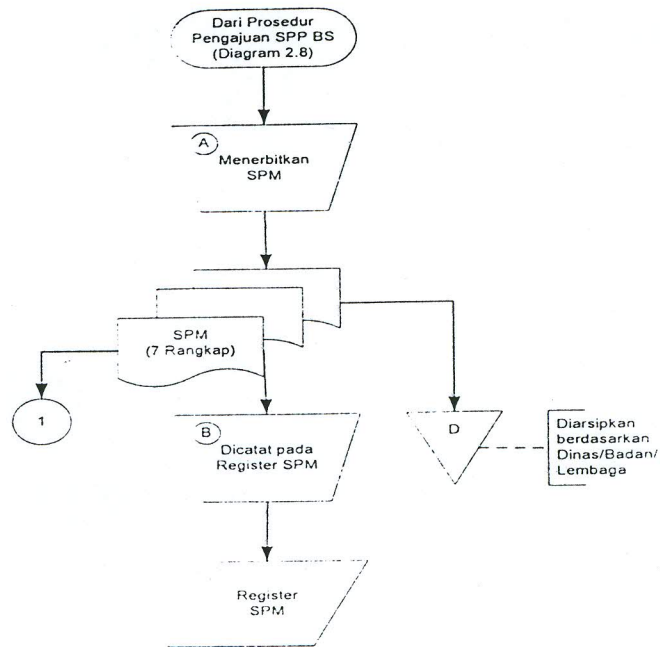 Dari Prosedur
Pengajuan SPP BS
(Diagram 2.8)
A
Menerbitkan
SPM
SPM
(7 Rangkap)
1
B
Dicatat pada
Register SPM
D
Diarsipkan
berdasarkan
Dinas/Badan/
Lembaga
Register
SPM